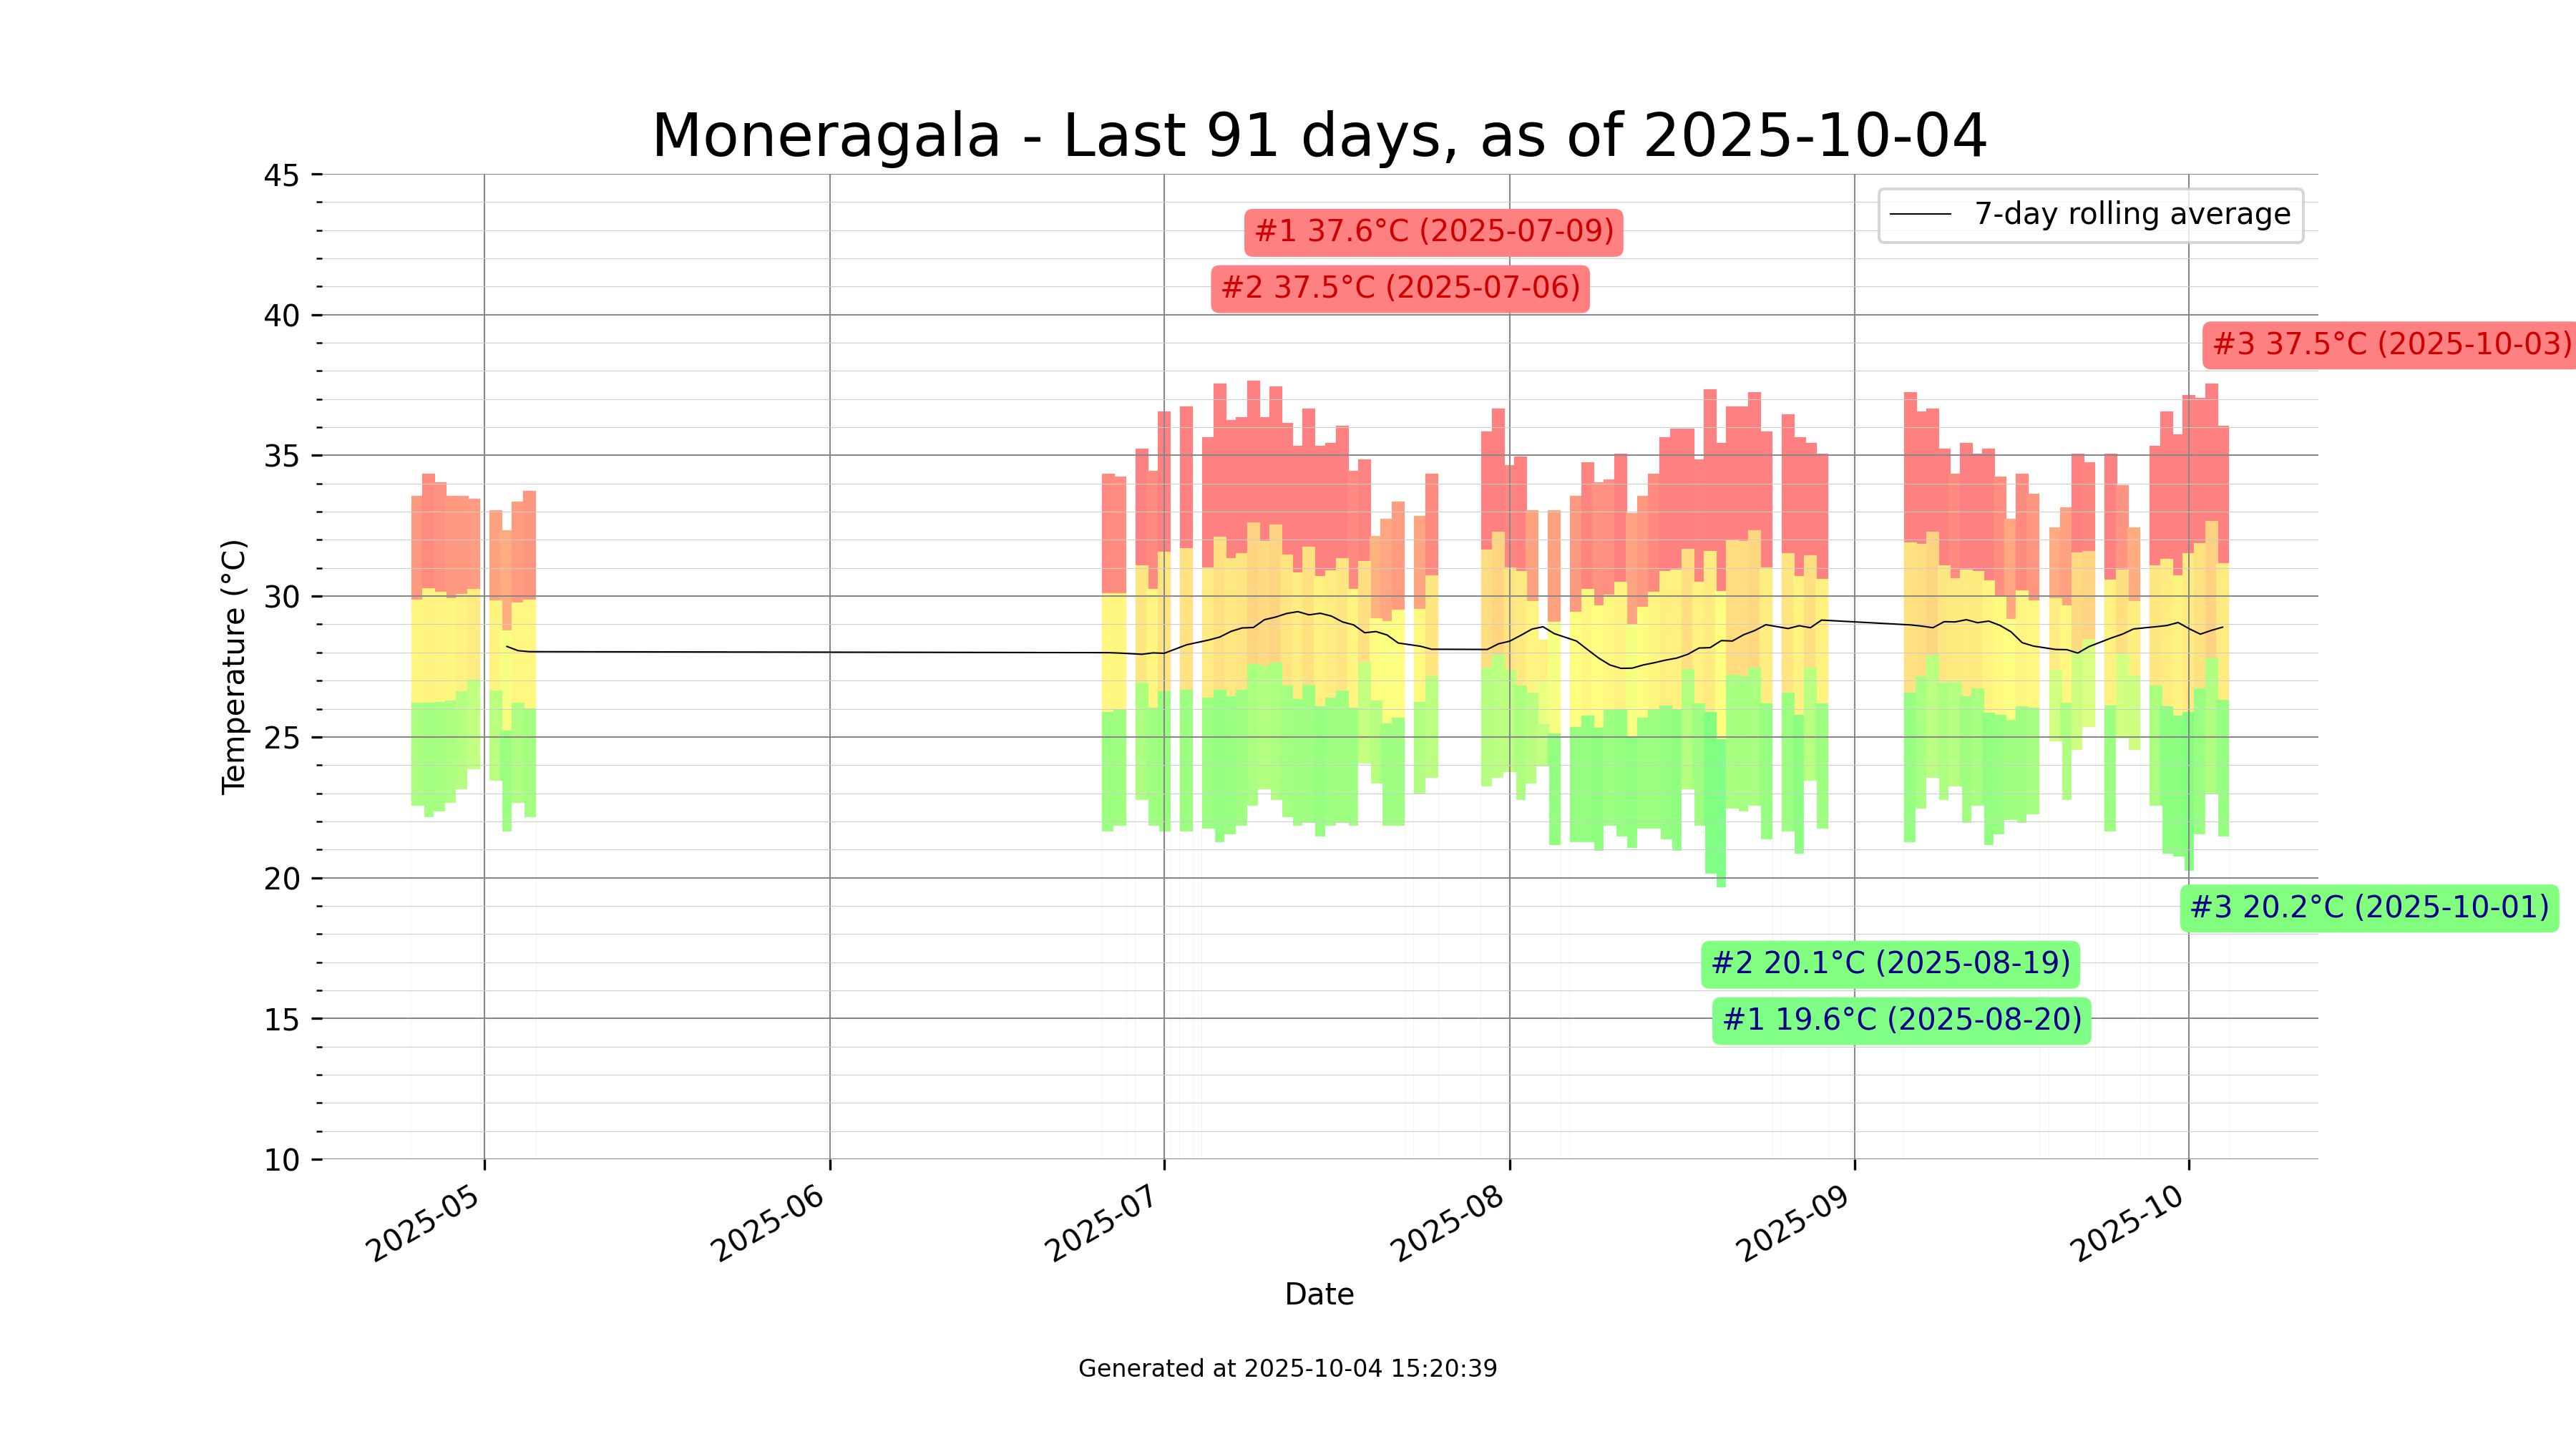 Moneragala - Last 91 days, as of 2025-10-04
45
40
35
30
25
20
15
10
Temperature (°C)
7-day rolling average
#1 37.6°C (2025-07-09)
#2 37.5°C (2025-07-06)
#3 37.5°C (2025-10-03)
#3 20.2°C (2025-10-01)
#2 20.1°C (2025-08-19)
#1 19.6°C (2025-08-20)
2025-05
2025-06
2025-07
2025-08
2025-09
2025-10
Date
Generated at 2025-10-04 15:20:39